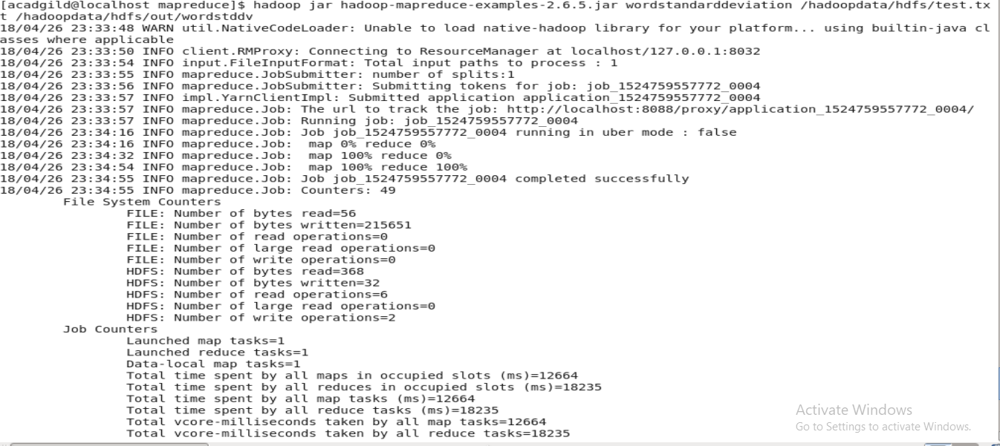 [acadgild@localhost mapreduce]$ hadoop jar hadoop-mapreduce-examples-2.6.5.jar wordstandarddeviation /hadoopdata/hdfs/test.tx
t /hadoopdata/hdfs/out/wordstddv
18/04/26 23:33:48 WARN util.NativeCodeLoader: Unable to load native-hadoop library for your platform... using builtin-java cl
asses where applicable
18/04/26 23:33:50 INFO client.RMProxy: Connecting to ResourceManager at localhost/127.0.0.1:8032
18/04/26 23:33:54 INFO input.FileInputFormat: Total input paths to process : 1
18/04/26 23:33:55 INFO mapreduce.JobSubmitter: number of splits:1
18/04/26 23:33:56 INFO mapreduce.JobSubmitter: Submitting tokens for job: job_1524759557772_0004
18/04/26 23:33:57 INFO impl.YarnClientImpl: Submitted application application_1524759557772_0004
18/04/26 23:33:57 INFO mapreduce.Job: The url to track the job: http://localhost:8088/proxy/application_1524759557772_0004/
18/04/26 23:33:57 INFO mapreduce.Job: Running job: job_1524759557772_0004
18/04/26 23:34:16 INFO mapreduce.Job: Job job_1524759557772_0004 running in uber mode : false
18/04/26 23:34:16 INFO mapreduce.Job:  map 0% reduce 0%
18/04/26 23:34:32 INFO mapreduce.Job:  map 100% reduce 0%
18/04/26 23:34:54 INFO mapreduce.Job:  map 100% reduce 100%
18/04/26 23:34:55 INFO mapreduce.Job: Job job_1524759557772_0004 completed successfully
18/04/26 23:34:55 INFO mapreduce.Job: Counters: 49
File System Counters
FILE: Number of bytes read=56
FILE: Number of bytes written=215651
FILE: Number of read operations=0
FILE: Number of large read operations=0
FILE: Number of write operations=0
HDFS: Number of bytes read=368
HDFS: Number of bytes written=32
HDFS: Number of read operations=6
HDFS: Number of large read operations=0
HDFS: Number of write operations=2
Job Counters
Launched map tasks=1
Launched reduce tasks=1
Data-local map tasks=1
Total time spent by all maps in occupied slots (ms)=12664
Total time spent by all reduces in occupied slots (ms)=18235
Total time spent by all map tasks (ms)=12664
Total time spent by all reduce tasks (ms)=18235
Total vcore-milliseconds taken by all map tasks=12664
Total vcore-milliseconds taken by all reduce tasks=18235
Activate Windows
Go to Settings to activate Windows.